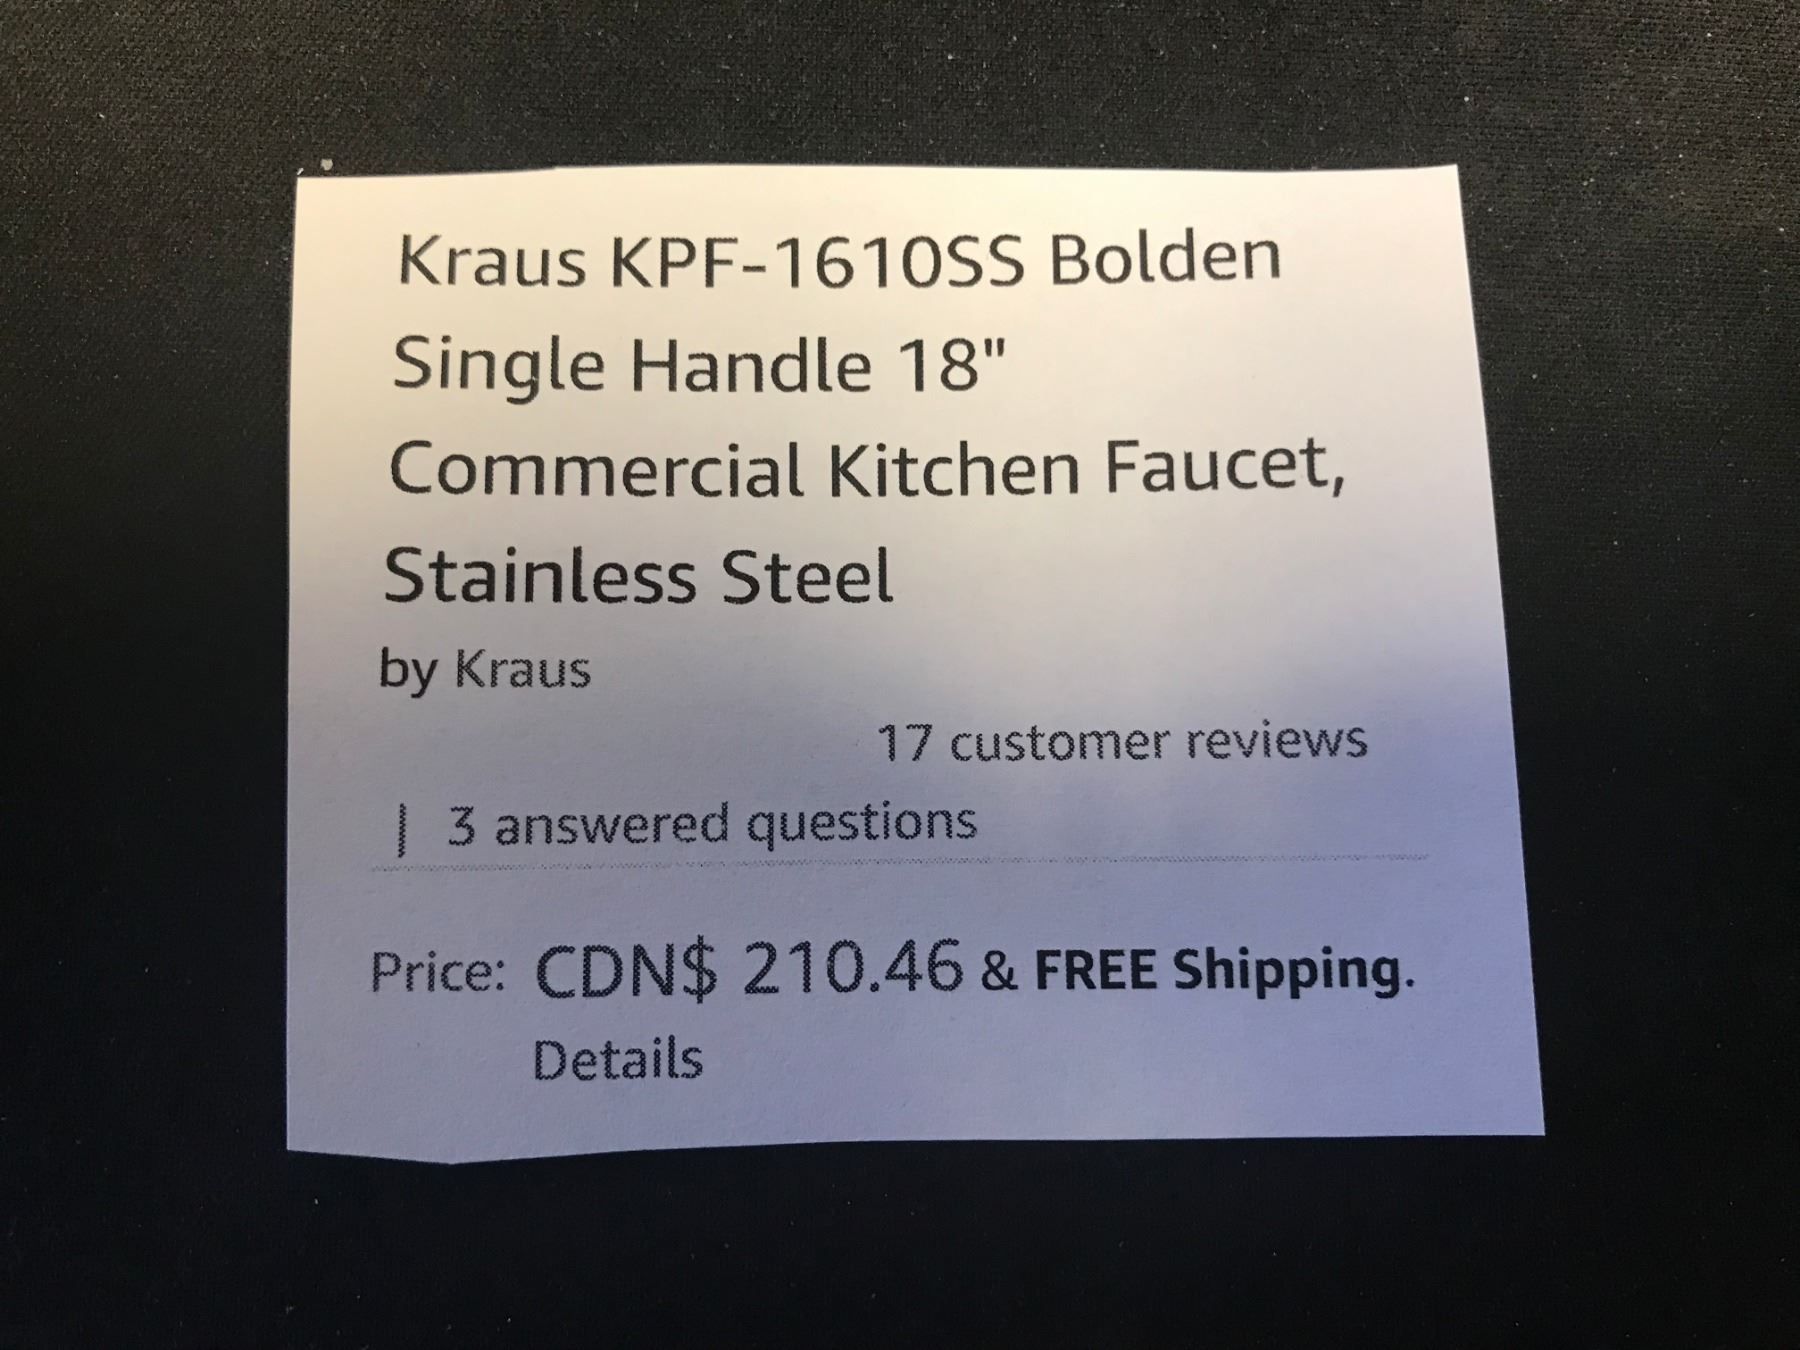 Kraus KPF-1610SS Bolden
Single Handle 18"
Commercial Kitchen Faucet,
Stainless Steel
by Kraus
17 customer reviews
| 3 answered questions
Price: CDN$ 210.46 & FREE Shipping.
Details